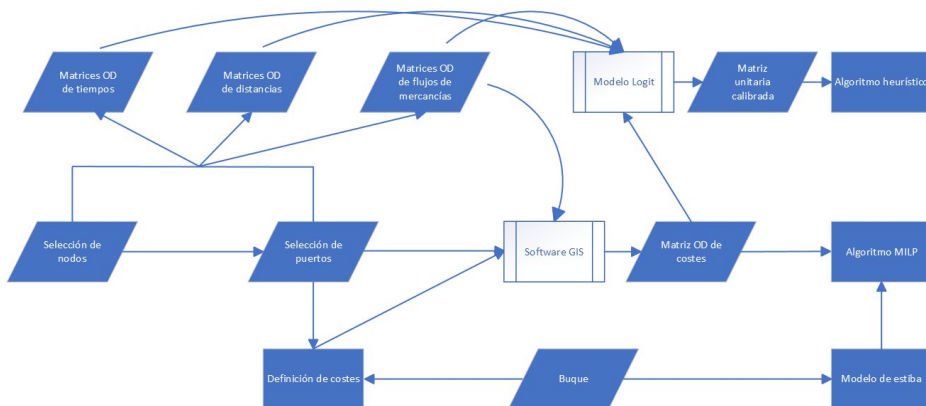 Matrices OD
de tiempos
Matrices OD
de distancias
Matrices OD
de flujos de
mercancías
Modelo Logit
Matriz
unitaria
calibrada
Algoritmo heurístico
Selección de
nodos
Selección de
puertos
Software GIS
Matriz OD de
costes
Algoritmo MILP
Definición de costes
Buque
Modelo de estiba